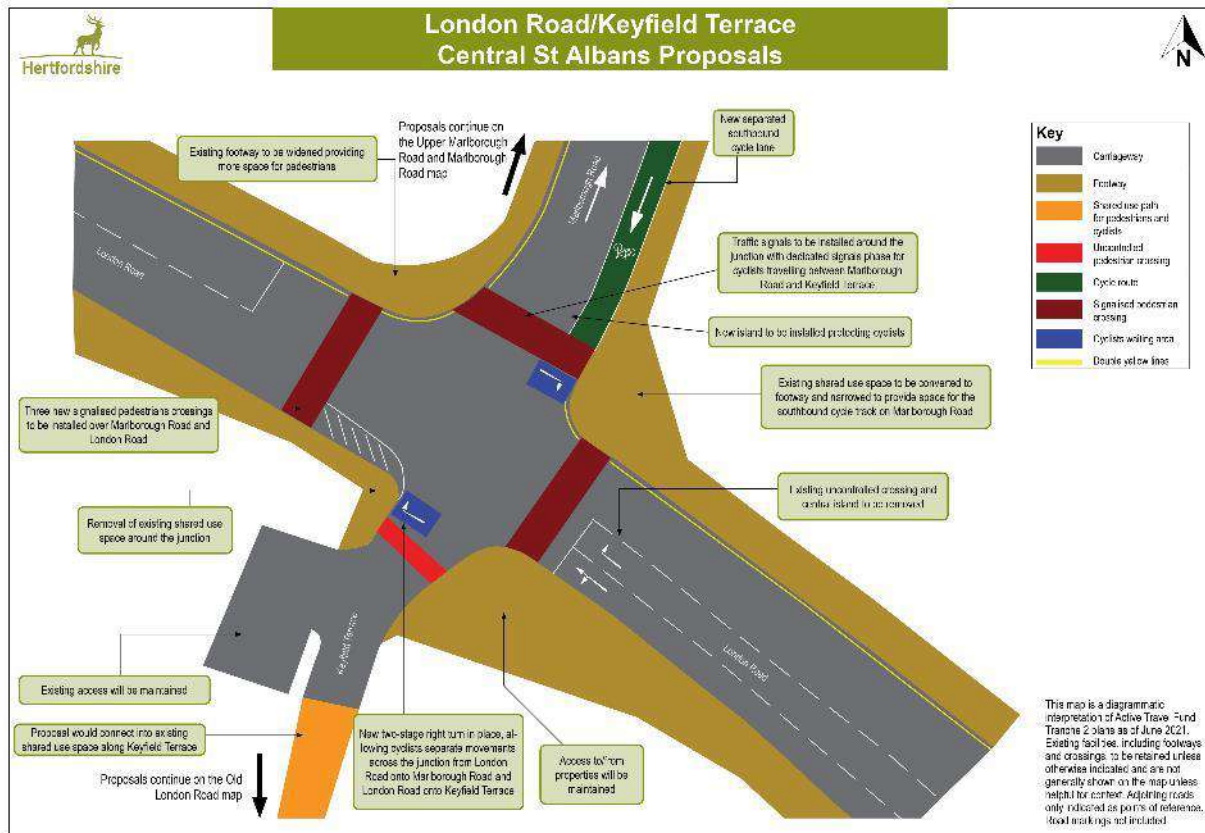 Hertfordshire
London Road/Keyfield Terrace
Central St Albans Proposals
N
Existing footway to be widened providing
more space for pedestrians
Proposals continue on
the Upper Marlborough
Road and Marlborough
Road map
New separated
southbound
cycle lane
Key
Carriageway
Footway
Shared use path
for pedestrians and
cyclists
Uncontrolled
pedestrian crossing
Cycle route
Signalised pedestrian
crossing
Cyclists waiting area
Double yellow lines
Marlborough Road
London Road
Traffic signals to be installed around the
junction with dedicated signals phase for
cyclists travelling between Marlborough
Road and Keyfield Terrace
New island to be installed protecting cyclists
Existing shared use space to be converted to
footway and narrowed to provide space for the
southbound cycle track on Marlborough Road
Three new signalised pedestrians crossings
to be installed over Marlborough Road and
London Road
Existing uncontrolled crossing and
central island to be removed
Removal of existing shared use
space around the junction
Keyfield Terrace
London Road
Existing access will be maintained
Proposal would connect into existing
shared use space along Keyfield Terrace
Proposals continue on the Old
London Road map
New two-stage right turn in place, al-
lowing cyclists separate movements
across the junction from London
Road onto Marlborough Road and
London Road onto Keyfield Terrace
Access to/from
properties will be
maintained
This map is a diagrammatic
interpretation of Active Travel Fund
Tranche 2 plans as of June 2021.
Existing facilities, including footways
and crossings, to be retained unless
otherwise indicated and are not
generally shown on the map unless
helpful for context. Adjoining roads
only indicated as points of reference.
Road markings not included